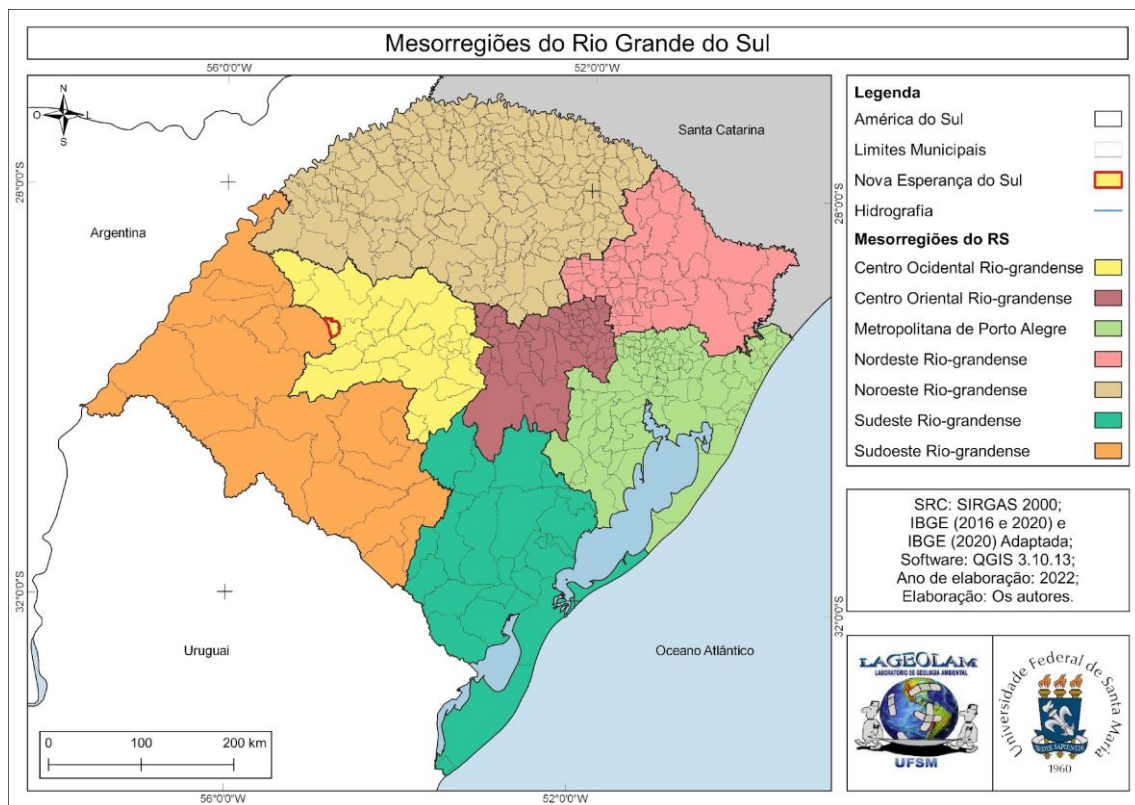 Mesorregiões do Rio Grande do Sul
56°0'0"W
52°0'0"W
N
O
L
S
28°0'0"S
28°0'0"S
Santa Catarina
Argentina
Uruguai
Oceano Atlântico
32°0'0"S
32°0'0"S
0 100 200 km
56°0'0"W
52°0'0"W
Legenda
América do Sul
Limites Municipais
Nova Esperança do Sul
Hidrografia
Mesorregiões do RS
Centro Ocidental Rio-grandense
Centro Oriental Rio-grandense
Metropolitana de Porto Alegre
Nordeste Rio-grandense
Noroeste Rio-grandense
Sudeste Rio-grandense
Sudoeste Rio-grandense
SRC: SIRGAS 2000;
IBGE (2016 e 2020) e
IBGE (2020) Adaptada;
Software: QGIS 3.10.13;
Ano de elaboração: 2022;
Elaboração: Os autores.
LAGEOLAM
LABORATÓRIO DE GEOLOGIA AMBIENTAL
UFSM
Universidade Federal de Santa Maria
SEDES SAPIENTIAE
1960